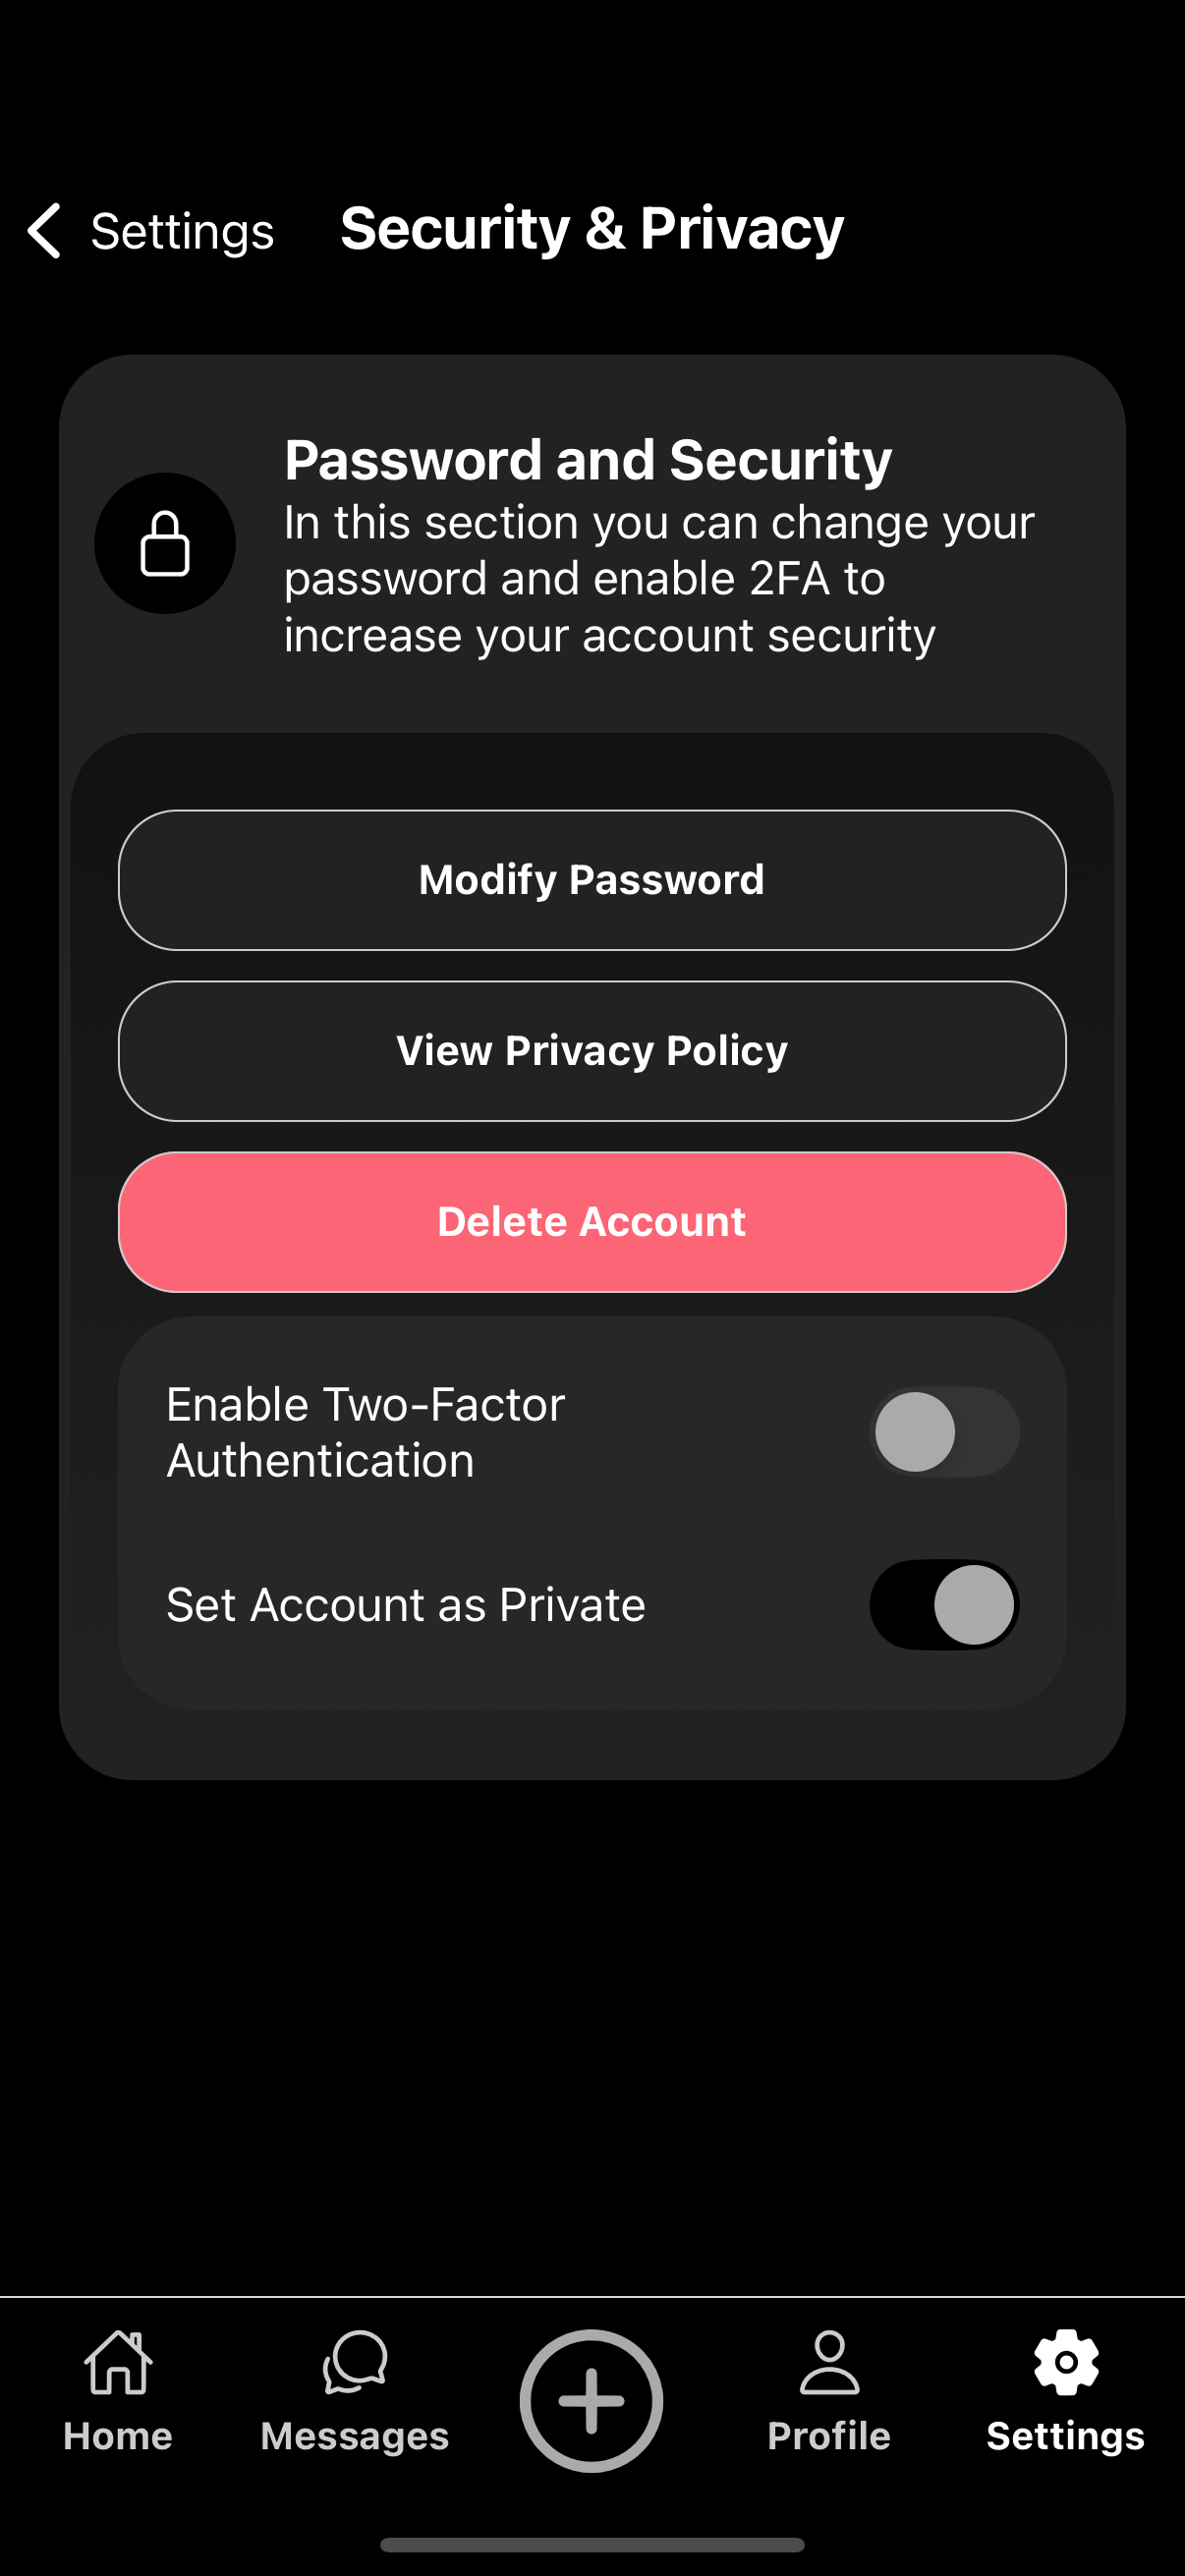 Settings
Security & Privacy
Password and Security
In this section you can change your
password and enable 2FA to
increase your account security
Modify Password
View Privacy Policy
Delete Account
Enable Two-Factor
Authentication
Set Account as Private
Home
Messages
Profile
Settings